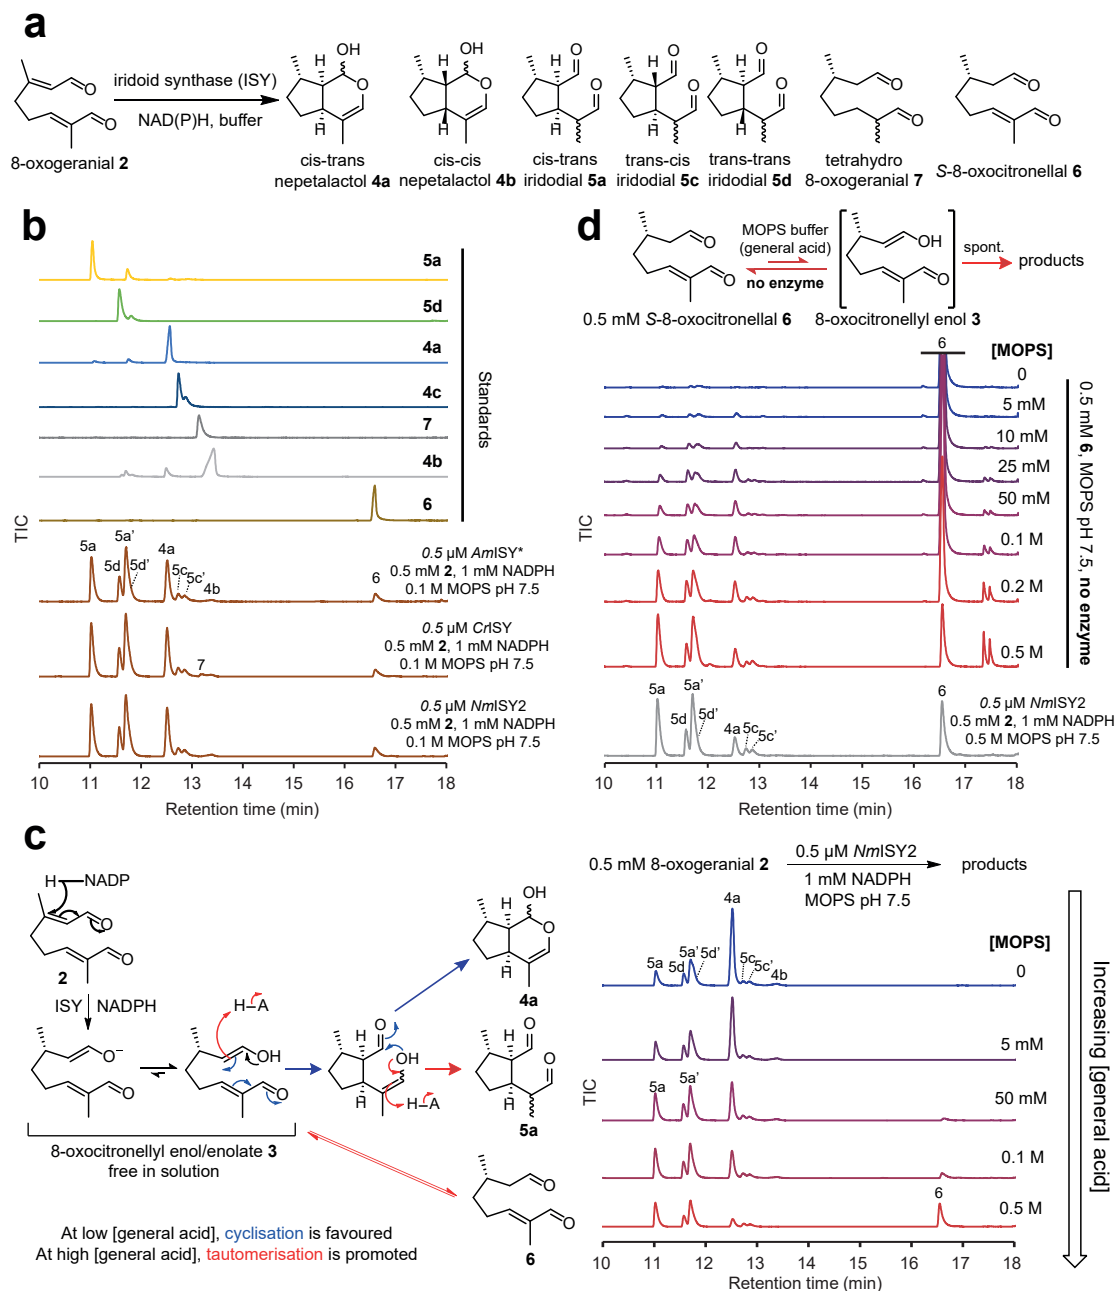 a
OH
H
O
H
iridoid synthase (ISY)
NAD(P)H, buffer
8-oxogeranial 2
cis-trans
nepetalactol 4a
OH
H
O
H
cis-cis
nepetalactol 4b
H
O
O
H
cis-trans
iridodial 5a
H
O
O
H
trans-cis
iridodial 5c
H
O
O
H
trans-trans
iridodial 5d
O
O
tetrahydro
8-oxogeranial 7
O
O
S-8-oxocitronellal 6
O
O
b
5a
5d
4a
4c
7
4b
6
Standards
TIC
5a
5d
5a’
5d’
4a
5c
5c’
4b
6
0.5 µM AmISY*
0.5 mM 2, 1 mM NADPH
0.1 M MOPS pH 7.5
7
0.5 µM CrISY
0.5 mM 2, 1 mM NADPH
0.1 M MOPS pH 7.5
0.5 µM NmISY2
0.5 mM 2, 1 mM NADPH
0.1 M MOPS pH 7.5
10 11 12 13 14 15 16 17 18
Retention time (min)
d
O
O
MOPS buffer
(general acid)
no enzyme
OH
O
spont.
products
0.5 mM S-8-oxocitronellal 6
8-oxocitronellyl enol 3
6
[MOPS]
0
5 mM
10 mM
25 mM
50 mM
0.1 M
0.2 M
0.5 M
0.5 mM 6, MOPS pH 7.5, no enzyme
TIC
5a
5d
5a’
5d’
4a
5c
5c’
6
0.5 µM NmISY2
0.5 mM 2, 1 mM NADPH
0.5 M MOPS pH 7.5
10 11 12 13 14 15 16 17 18
Retention time (min)
c
H NADP
O
O
2
ISY NADPH
O⁻
O
H–A
OH
O
8-oxocitronellyl enol/enolate 3
free in solution
H
O
OH
H
H–A
OH
H
O
H
4a
H
O
O
H
5a
O
O
6
At low [general acid], cyclisation is favoured
At high [general acid], tautomerisation is promoted
0.5 mM 8-oxogeranial 2
0.5 µM NmISY2
1 mM NADPH
MOPS pH 7.5
products
4a
5a
5d
5a’
5d’
5c
5c’
4b
[MOPS]
0
5 mM
5a
5a’
50 mM
0.1 M
6
0.5 M
TIC
Increasing [general acid]
10 11 12 13 14 15 16 17 18
Retention time (min)